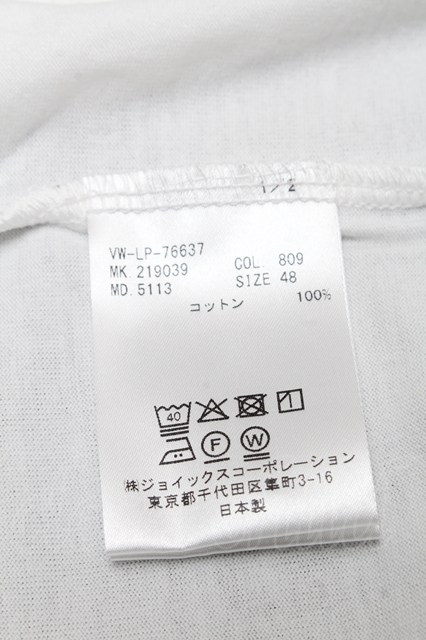 1/2
VW-LP-76637
MK. 219039 COL. 809
MD. 5113 SIZE 48
コットン 100%
40
F W
㈱ジョイックスコーポレーション
東京都千代田区隼町3-16
日本製